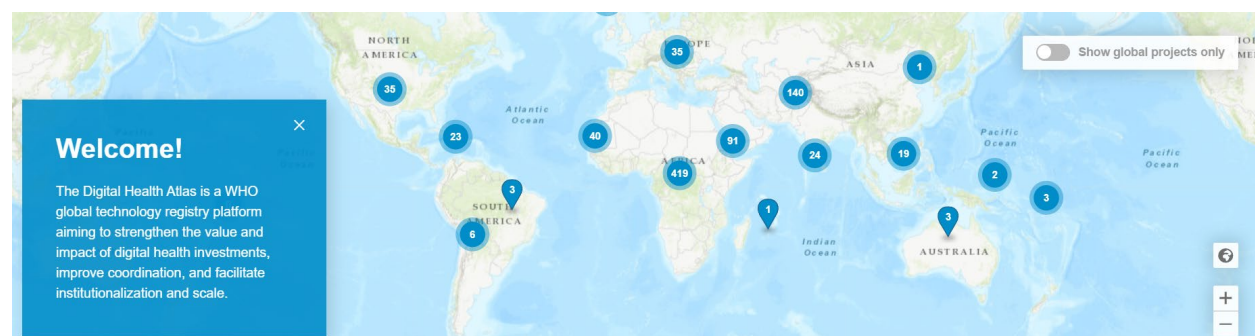 NORTH
AMERICA
35
35
OPE
ASIA
1
Show global projects only
Atlantic
Ocean
140
Welcome!
×
23
40
91
24
19
Pacific
Ocean
Pacific
Ocean
AFRICA
419
2
3
The Digital Health Atlas is a WHO
global technology registry platform
aiming to strengthen the value and
impact of digital health investments,
improve coordination, and facilitate
institutionalization and scale.
3
SOUTH
AMERICA
6
1
Indian
Ocean
3
AUSTRALIA
+
−